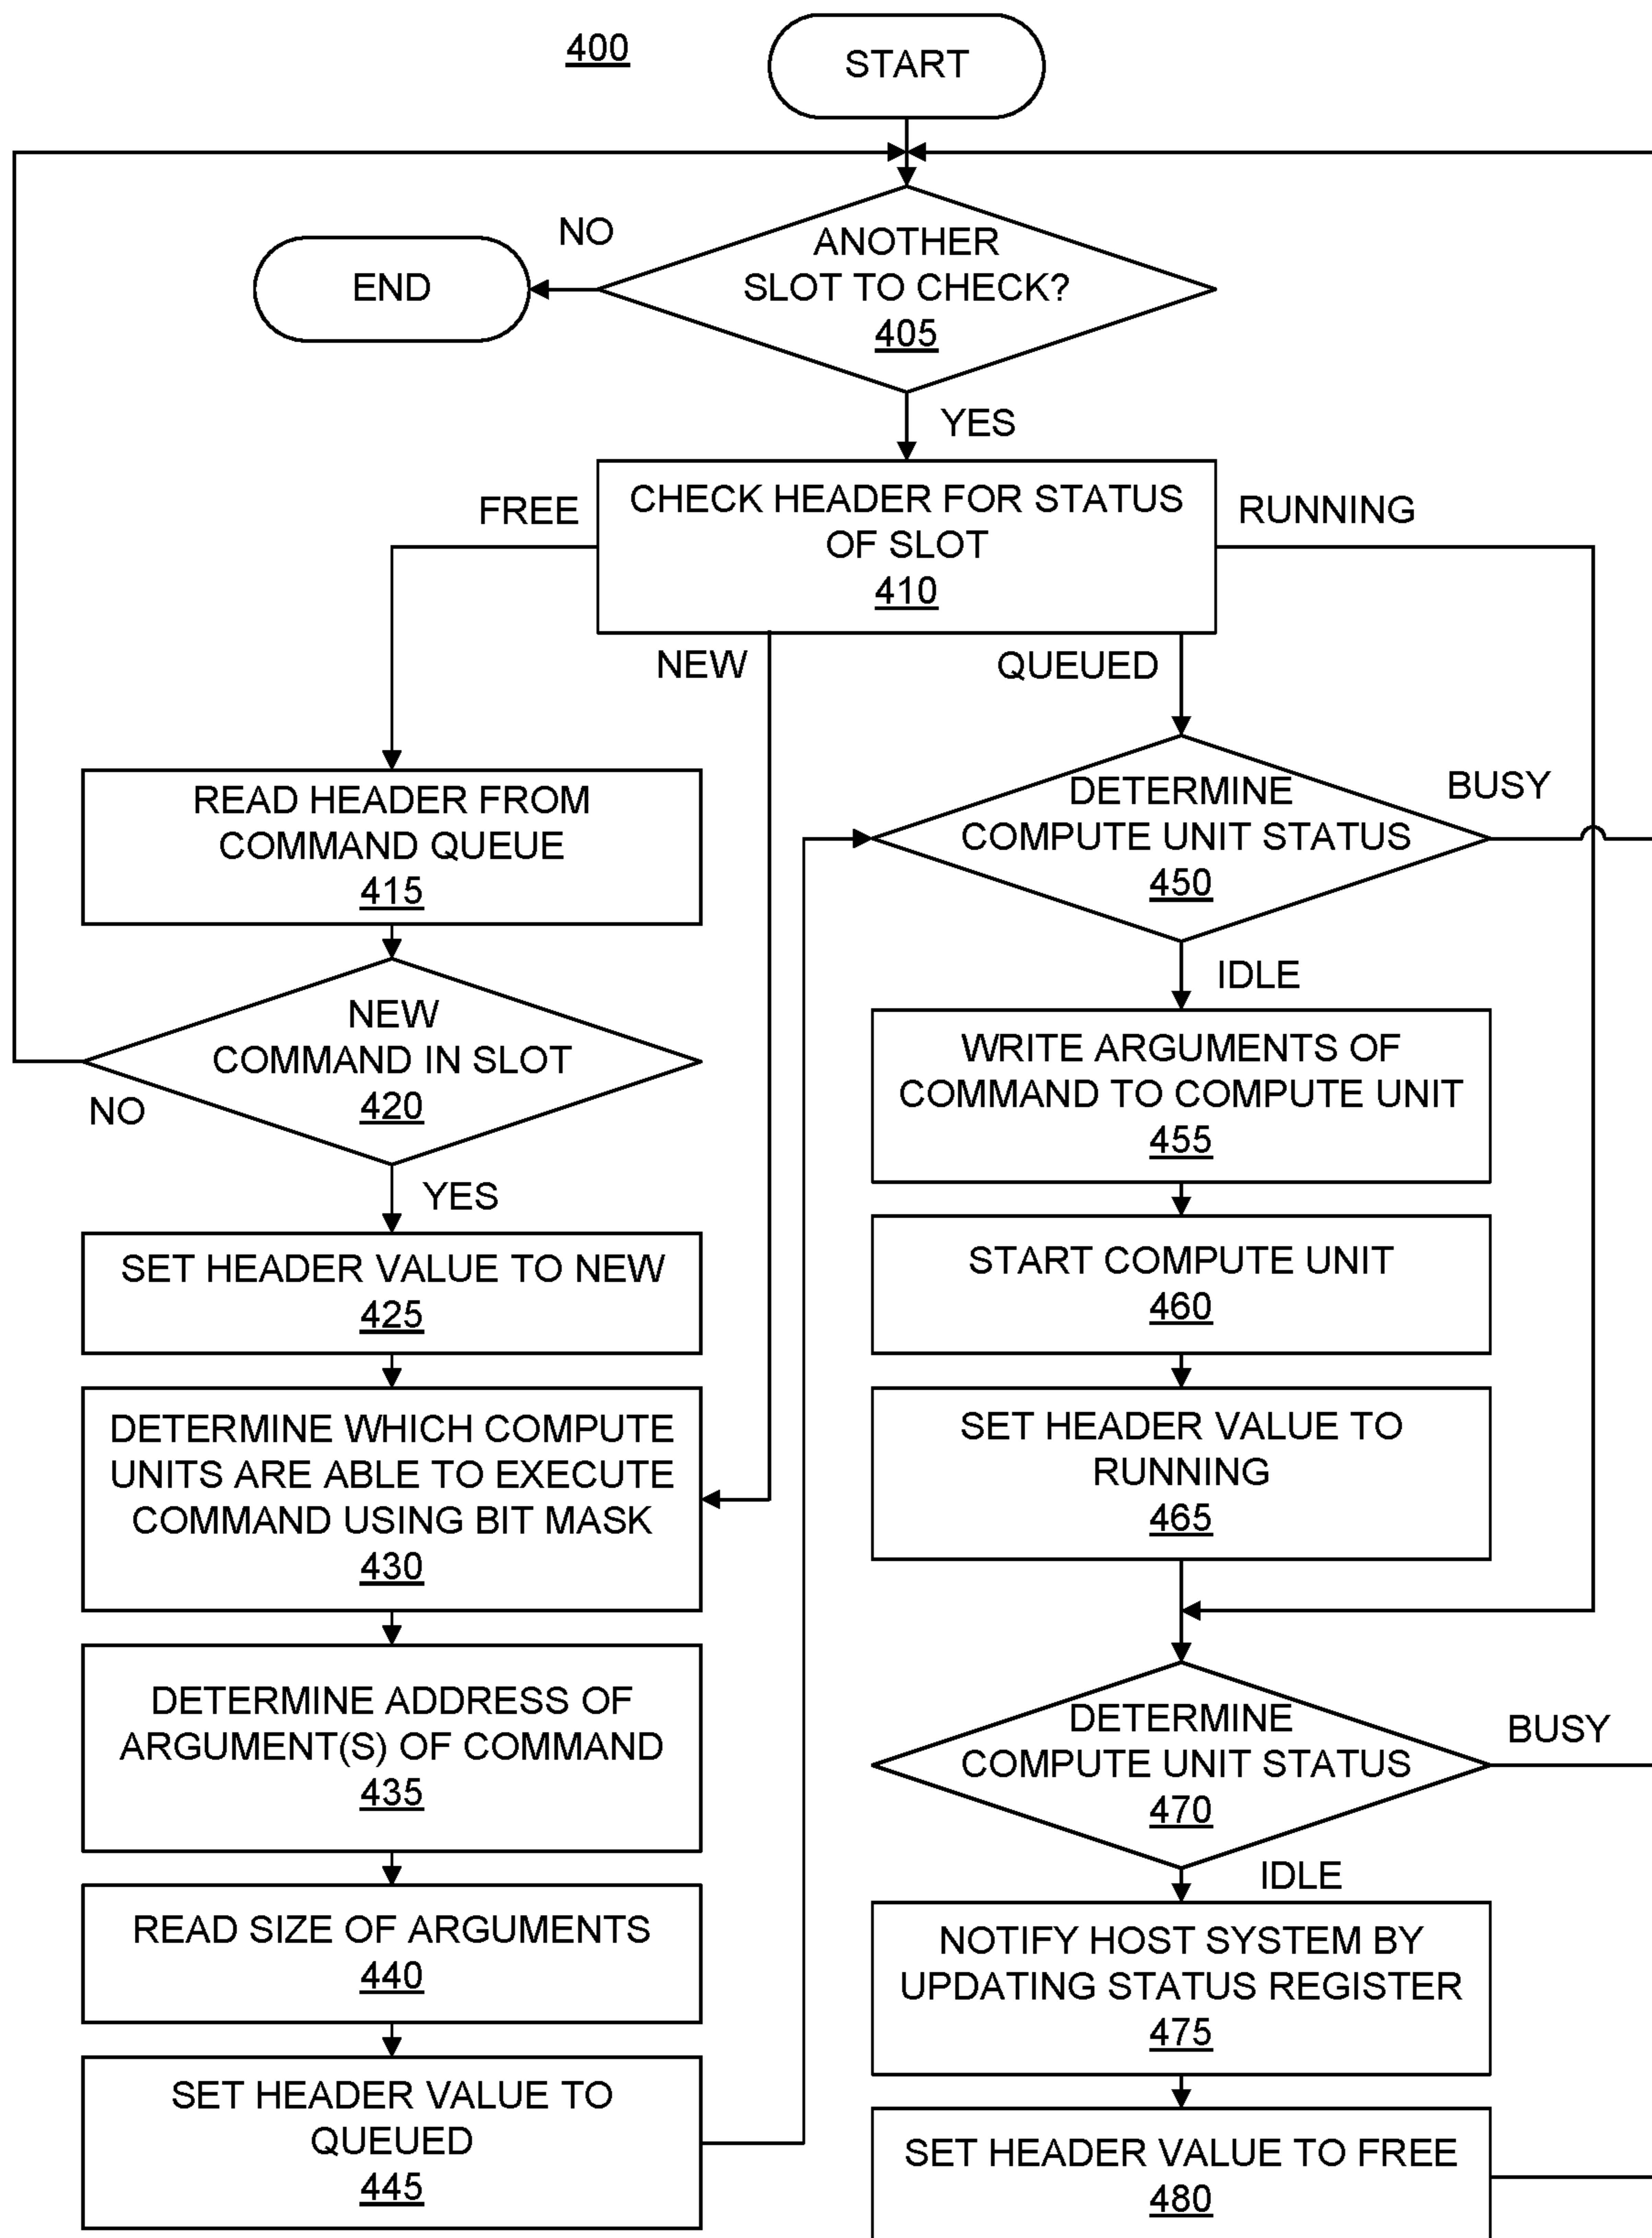 400
START
NO
ANOTHER
SLOT TO CHECK?
405
END
YES
FREE
CHECK HEADER FOR STATUS
OF SLOT
410
RUNNING
NEW
QUEUED
READ HEADER FROM
COMMAND QUEUE
415
NEW
COMMAND IN SLOT
420
NO
YES
SET HEADER VALUE TO NEW
425
DETERMINE WHICH COMPUTE
UNITS ARE ABLE TO EXECUTE
COMMAND USING BIT MASK
430
DETERMINE ADDRESS OF
ARGUMENT(S) OF COMMAND
435
READ SIZE OF ARGUMENTS
440
SET HEADER VALUE TO
QUEUED
445
DETERMINE
COMPUTE UNIT STATUS
450
BUSY
IDLE
WRITE ARGUMENTS OF
COMMAND TO COMPUTE UNIT
455
START COMPUTE UNIT
460
SET HEADER VALUE TO
RUNNING
465
DETERMINE
COMPUTE UNIT STATUS
470
BUSY
IDLE
NOTIFY HOST SYSTEM BY
UPDATING STATUS REGISTER
475
SET HEADER VALUE TO FREE
480